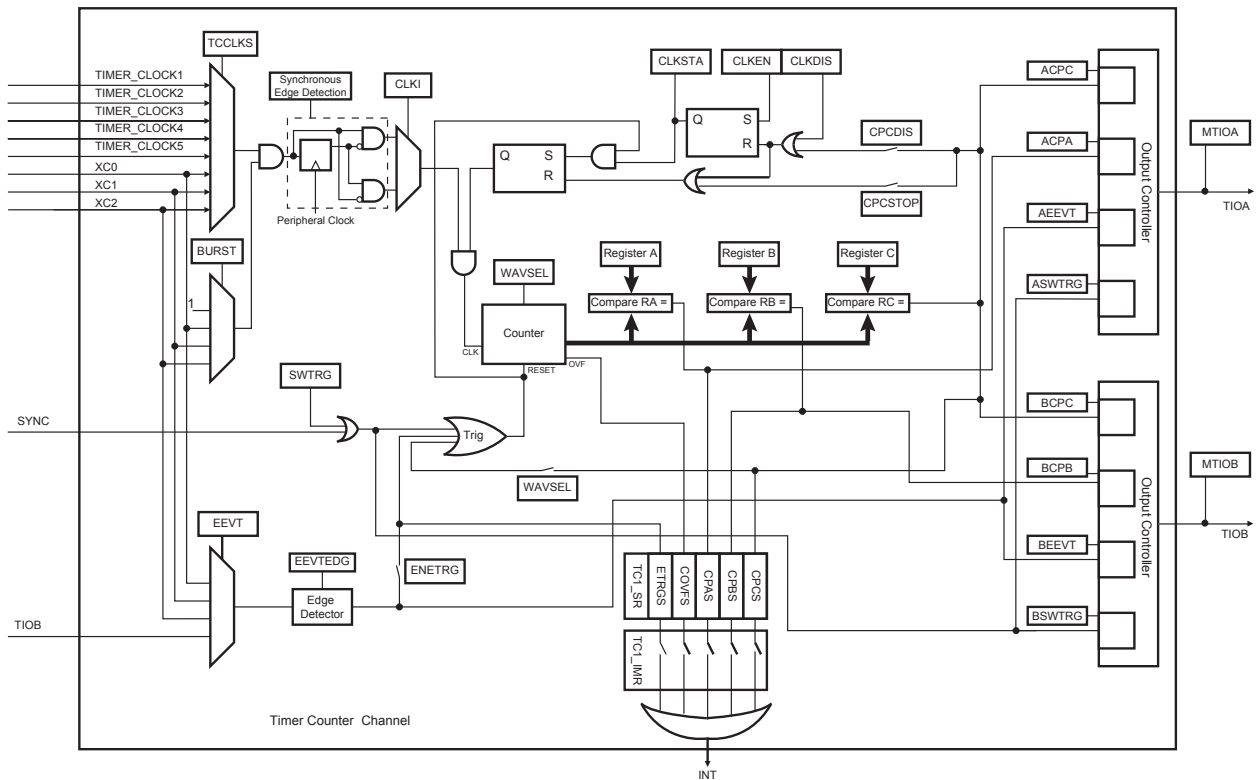 TCCLKS
TIMER_CLOCK1
TIMER_CLOCK2
TIMER_CLOCK3
TIMER_CLOCK4
TIMER_CLOCK5
XC0
XC1
XC2
Synchronous
Edge Detection
CLKI
Peripheral Clock
BURST
1
CLKSTA
CLKEN
CLKDIS
Q
S
R
Q
S
R
CPCDIS
CPCSTOP
ACPC
ACPA
AEEVT
ASWTRG
Output Controller
MTIOA
TIOA
Register A
Register B
Register C
Compare RA =
Compare RB =
Compare RC =
WAVSEL
Counter
CLK
RESET
OVF
SWTRG
SYNC
Trig
WAVSEL
BCPC
BCPB
BEEVT
BSWTRG
Output Controller
MTIOB
TIOB
EEVT
EEVTEDG
Edge
Detector
ENETRG
TIOB
TC1_SR
ETRGS
COVFS
CPAS
CPBS
CPCS
TC1_IMR
Timer Counter Channel
INT